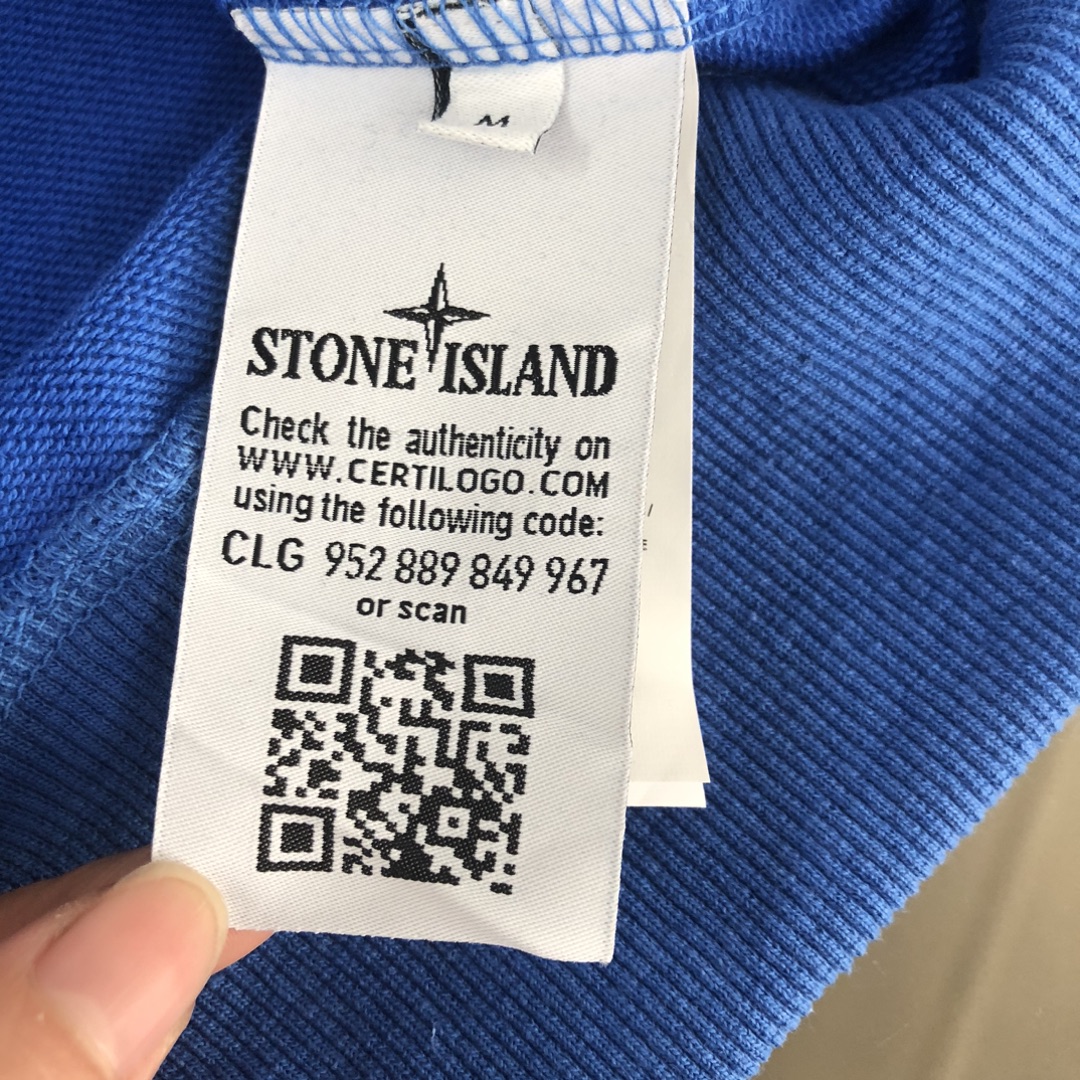 M
STONE ISLAND
Check the authenticity on
WWW.CERTILOGO.COM
using the following code:
CLG 952 889 849 967
or scan